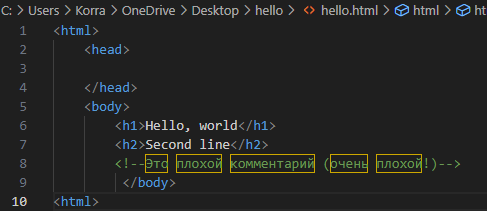 C: > Users > Korra > OneDrive > Desktop > hello > <> hello.html > html > ht
1 <html>
2 <head>
3
4 </head>
5 <body>
6 <h1>Hello, world</h1>
7 <h2>Second line</h2>
8 <!--Это плохой комментарий (очень плохой!)-->
9 </body>
10 <html>